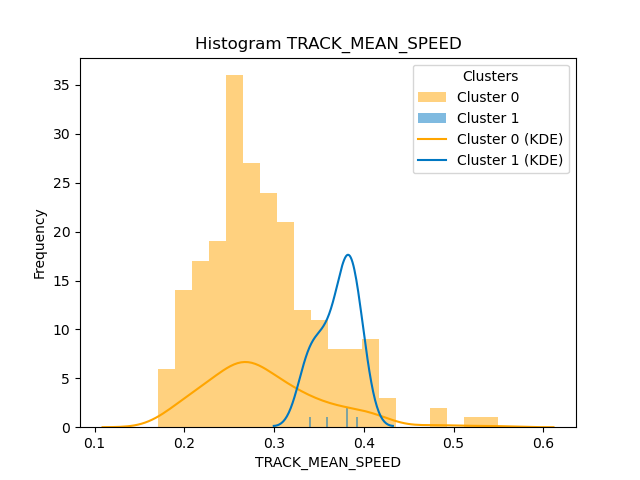 Histogram TRACK_MEAN_SPEED
Clusters
Cluster 0
Cluster 1
Cluster 0 (KDE)
Cluster 1 (KDE)
Frequency
35
30
25
20
15
10
5
0
0.1 0.2 0.3 0.4 0.5 0.6
TRACK_MEAN_SPEED